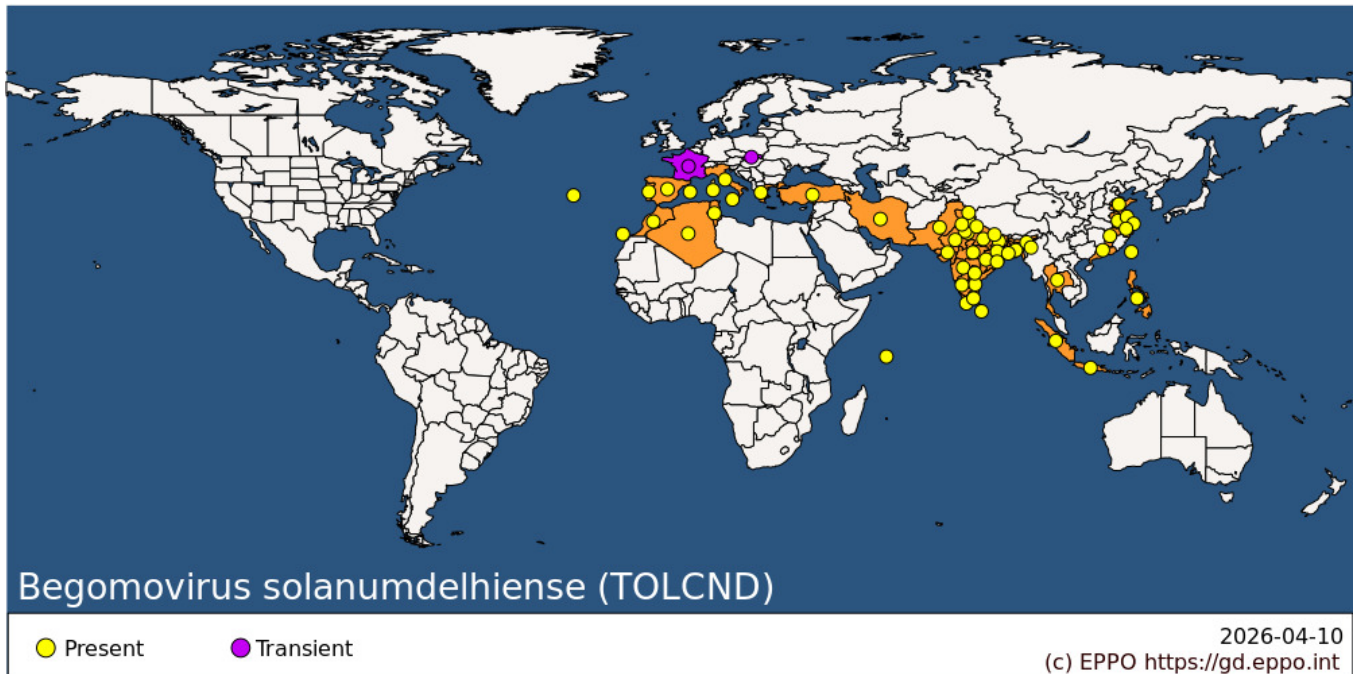 Begomovirus solanumdelhiense (TOLCND)
Present
Transient
2026-04-10
(c) EPPO https://gd.eppo.int